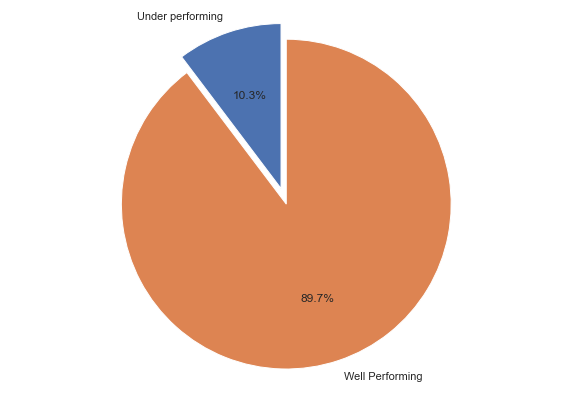 Under performing
10.3%
89.7%
Well Performing